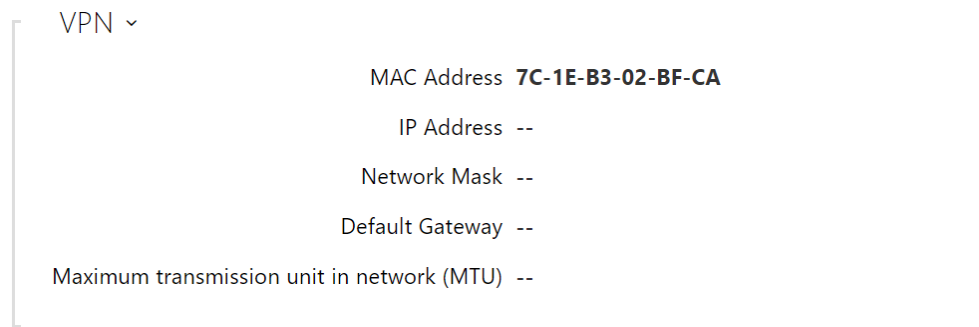 VPN
MAC Address 7C-1E-B3-02-BF-CA
IP Address --
Network Mask --
Default Gateway --
Maximum transmission unit in network (MTU) --